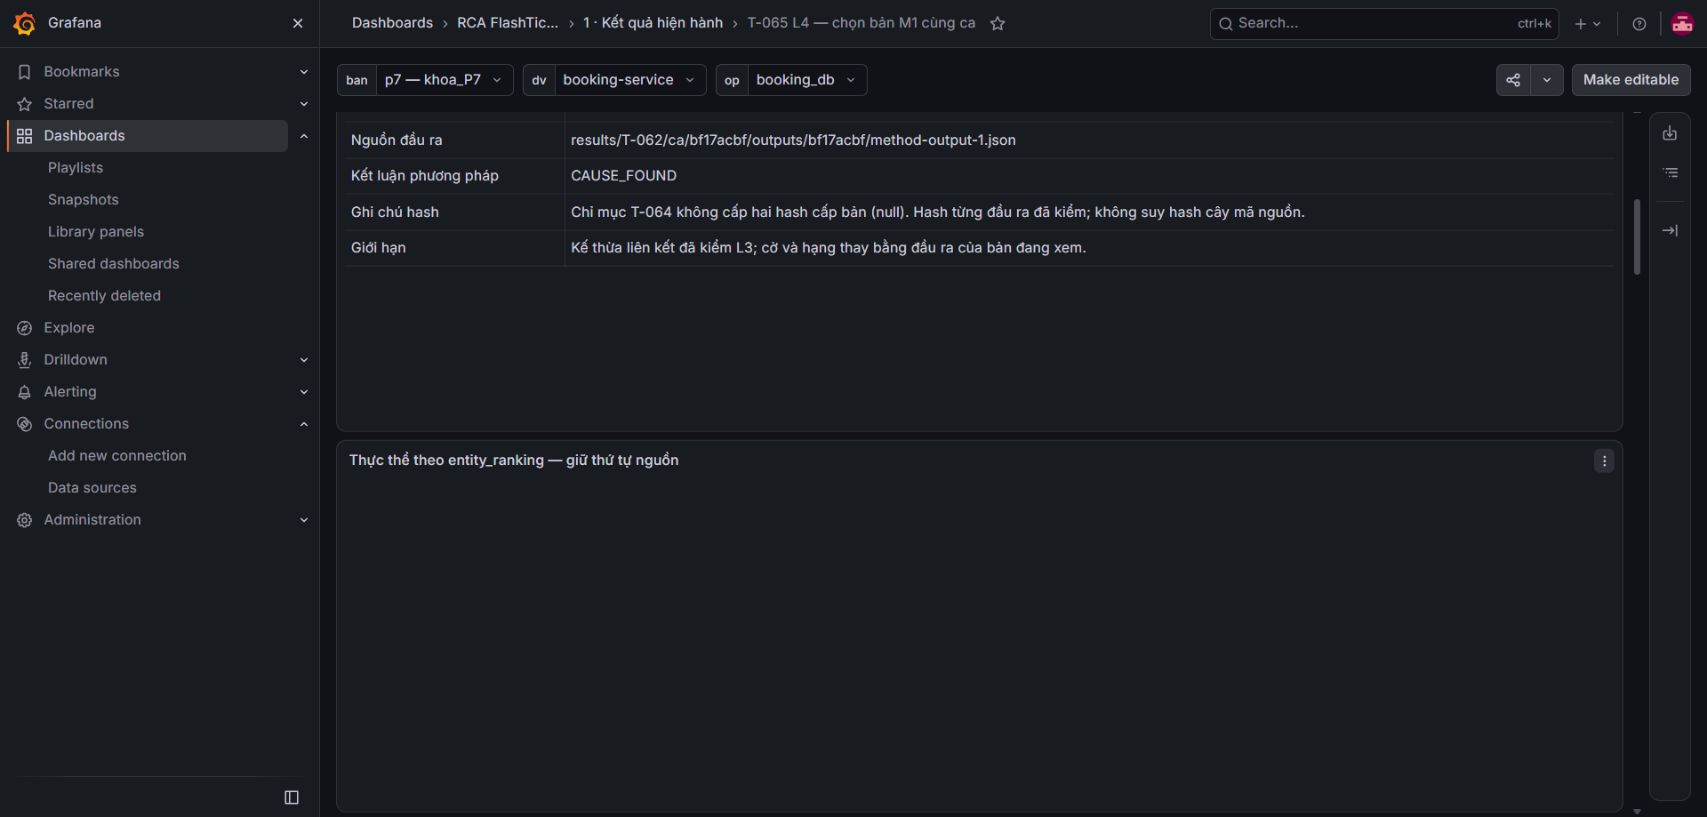 Grafana
Dashboards › RCA FlashTic... › 1 · Kết quả hiện hành › T-065 L4 — chọn bản M1 cùng ca
Search... ctrl+k
Bookmarks
Starred
Dashboards
Playlists
Snapshots
Library panels
Shared dashboards
Recently deleted
Explore
Drilldown
Alerting
Connections
Add new connection
Data sources
Administration
ban p7 — khoa_P7 dv booking-service op booking_db
Make editable
Nguồn đầu ra results/T-062/ca/bf17acbf/outputs/bf17acbf/method-output-1.json
Kết luận phương pháp CAUSE_FOUND
Ghi chú hash Chỉ mục T-064 không cấp hai hash cấp bản (null). Hash từng đầu ra đã kiểm; không suy hash cây mã nguồn.
Giới hạn Kế thừa liên kết đã kiểm L3; cờ và hạng thay bằng đầu ra của bản đang xem.
Thực thể theo entity_ranking — giữ thứ tự nguồn